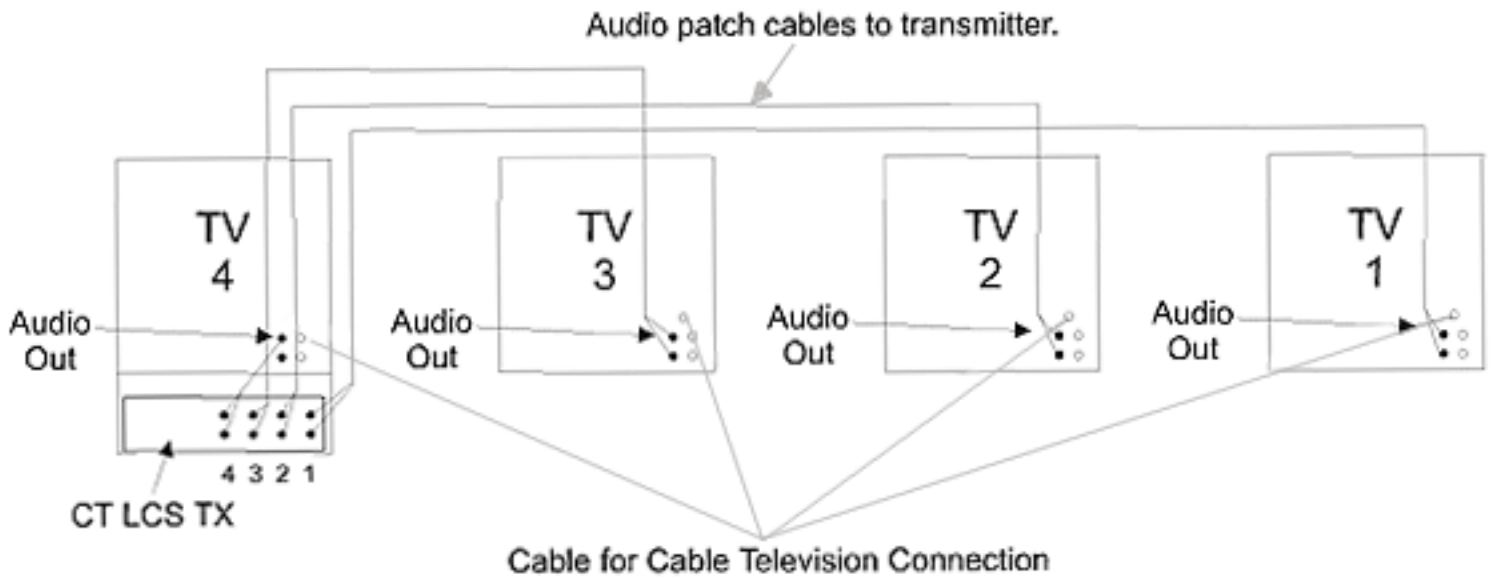 Audio patch cables to transmitter.
TV
4
TV
3
TV
2
TV
1
Audio
Out
Audio
Out
Audio
Out
Audio
Out
4 3 2 1
CT LCS TX
Cable for Cable Television Connection